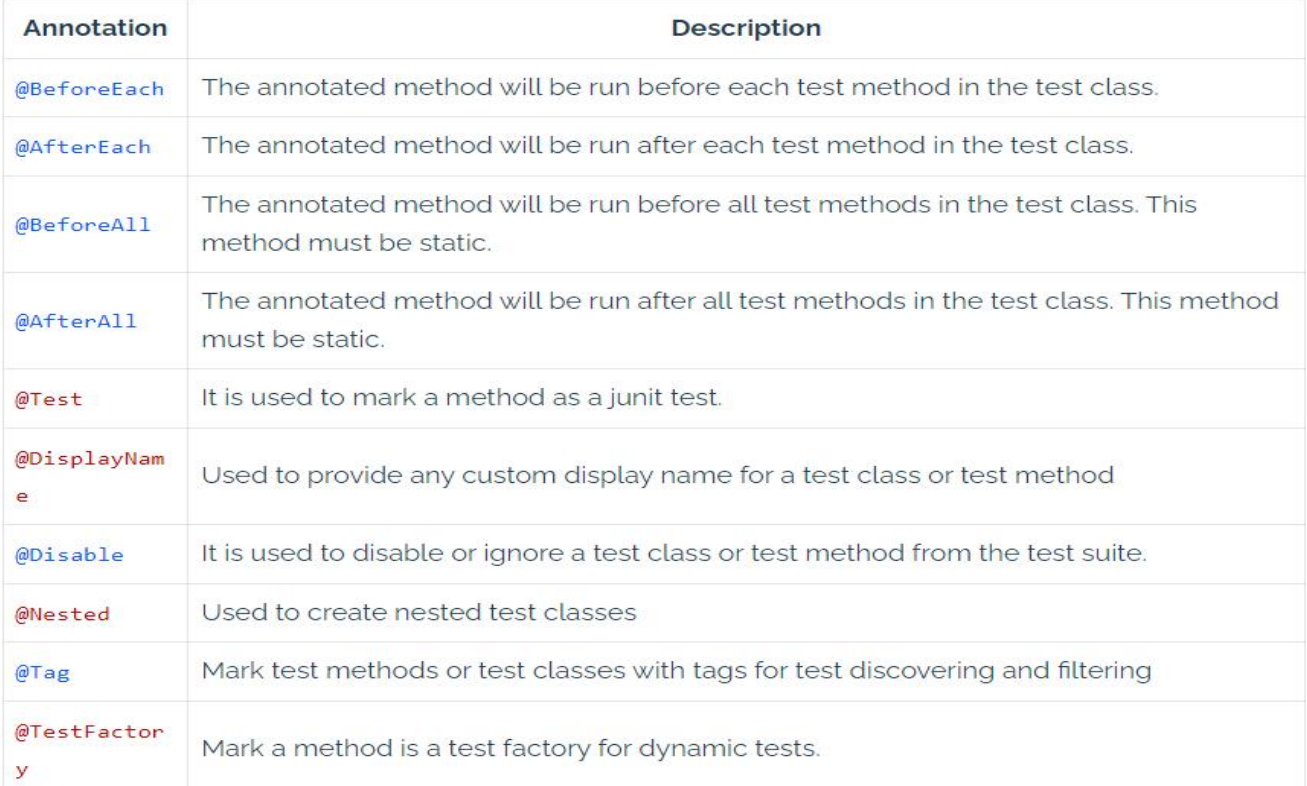 Annotation Description
@BeforeEach The annotated method will be run before each test method in the test class.
@AfterEach The annotated method will be run after each test method in the test class.
@BeforeAll The annotated method will be run before all test methods in the test class. This
method must be static.
@AfterAll The annotated method will be run after all test methods in the test class. This method
must be static.
@Test It is used to mark a method as a junit test.
@DisplayNam
e
Used to provide any custom display name for a test class or test method
@Disable It is used to disable or ignore a test class or test method from the test suite.
@Nested Used to create nested test classes
@Tag Mark test methods or test classes with tags for test discovering and filtering
@TestFactor
y
Mark a method is a test factory for dynamic tests.